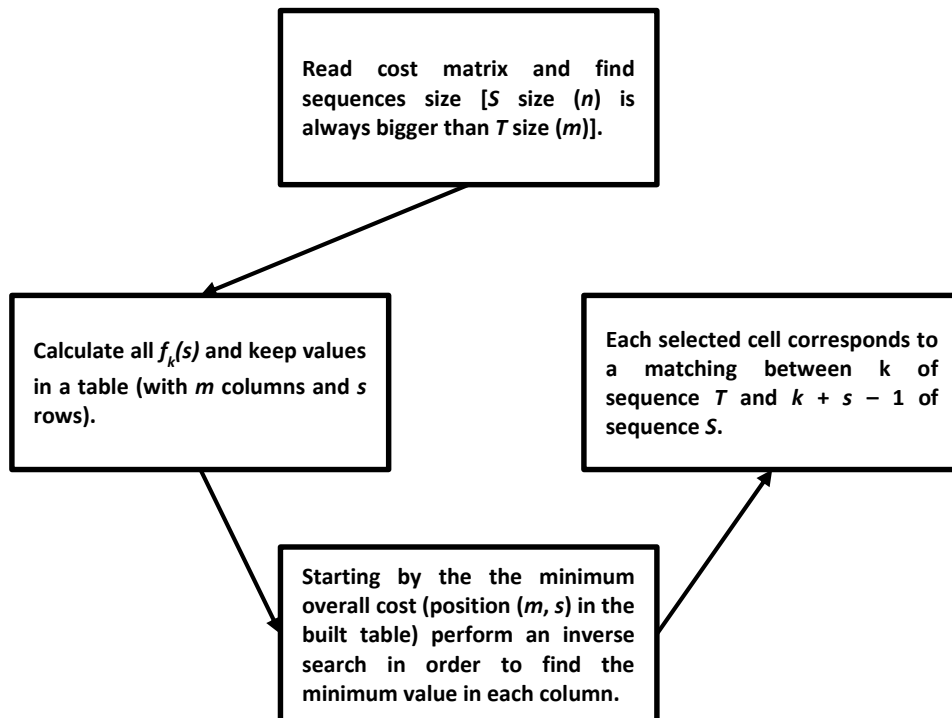 Read cost matrix and find
sequences size [S size (n) is
always bigger than T size (m)].
Calculate all fₖ(s) and keep values
in a table (with m columns and s
rows).
Each selected cell corresponds to
a matching between k of
sequence T and k + s – 1 of
sequence S.
Starting by the the minimum
overall cost (position (m, s) in the
built table) perform an inverse
search in order to find the
minimum value in each column.